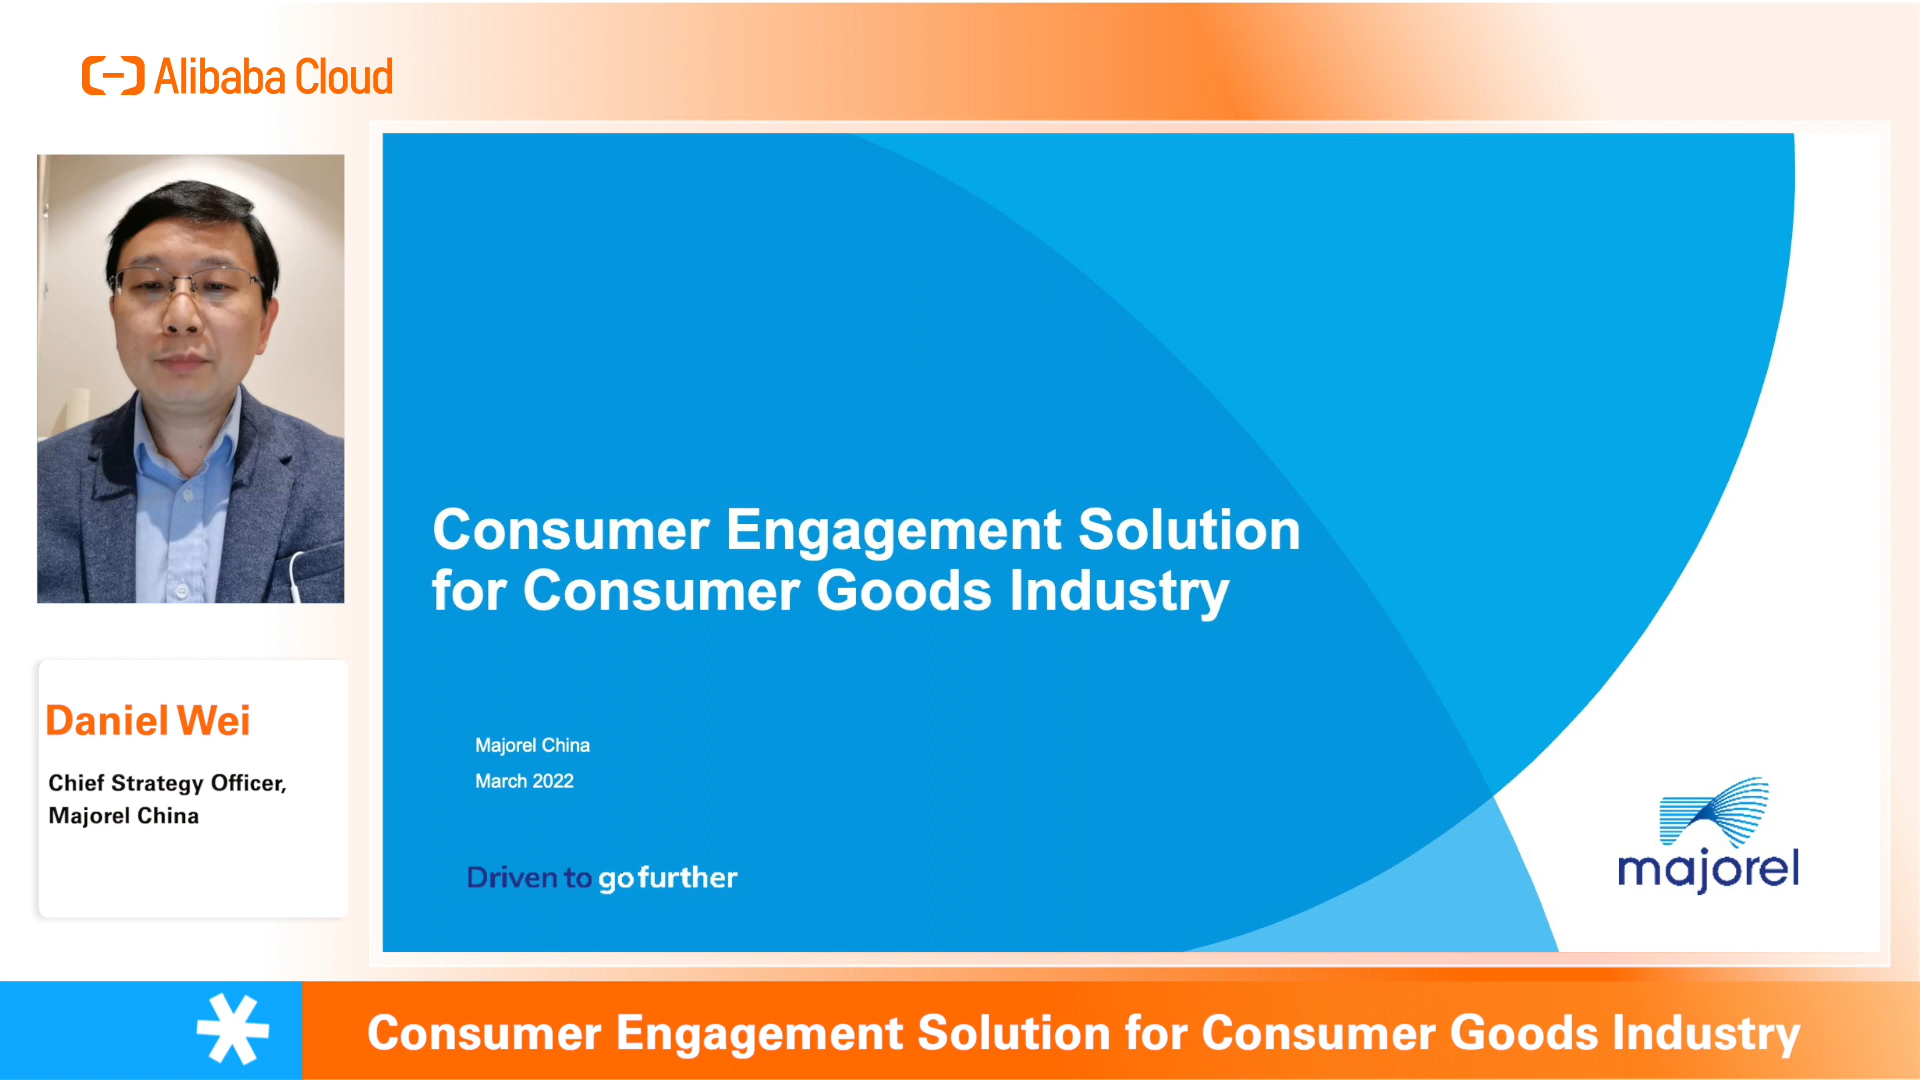 Alibaba Cloud
Consumer Engagement Solution
for Consumer Goods Industry
Majorel China
March 2022
Driven to go further
majorel
Daniel Wei
Chief Strategy Officer,
Majorel China
Consumer Engagement Solution for Consumer Goods Industry